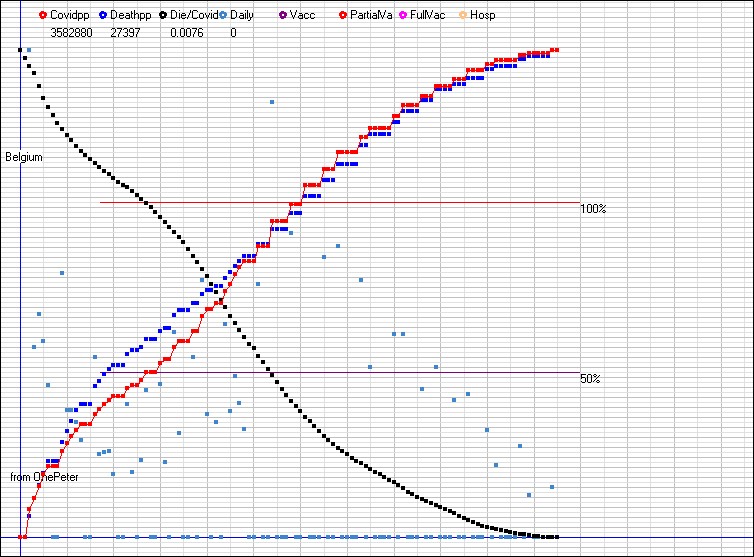 Covidpp Deathpp Die/Covid Daily Vacc PartialVa FullVac Hosp
3582880 27397 0.0076 0
Belgium
100%
50%
from OnePeter